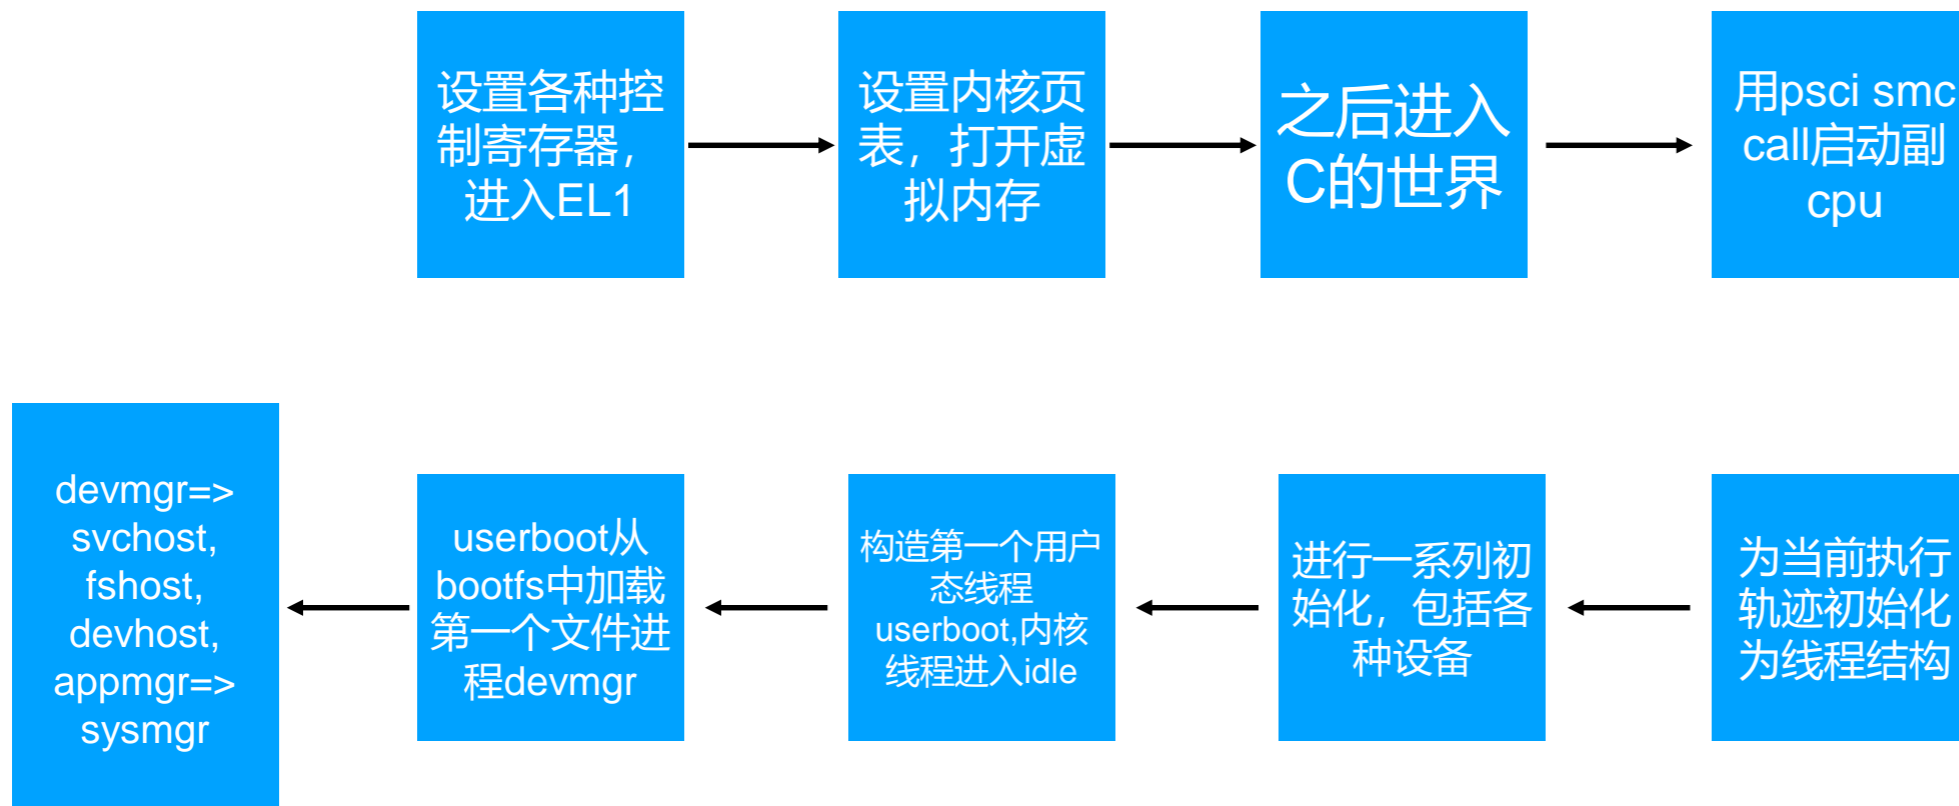 设置各种控
制寄存器，
进入EL1
设置内核页
表，打开虚
拟内存
之后进入
C的世界
用psci smc
call启动副
cpu
为当前执行
轨迹初始化
为线程结构
进行一系列初
始化，包括各
种设备
构造第一个用户
态线程
userboot,内核
线程进入idle
userboot从
bootfs中加载
第一个文件进
程devmgr
devmgr=>
svchost,
fshost,
devhost,
appmgr=>
sysmgr